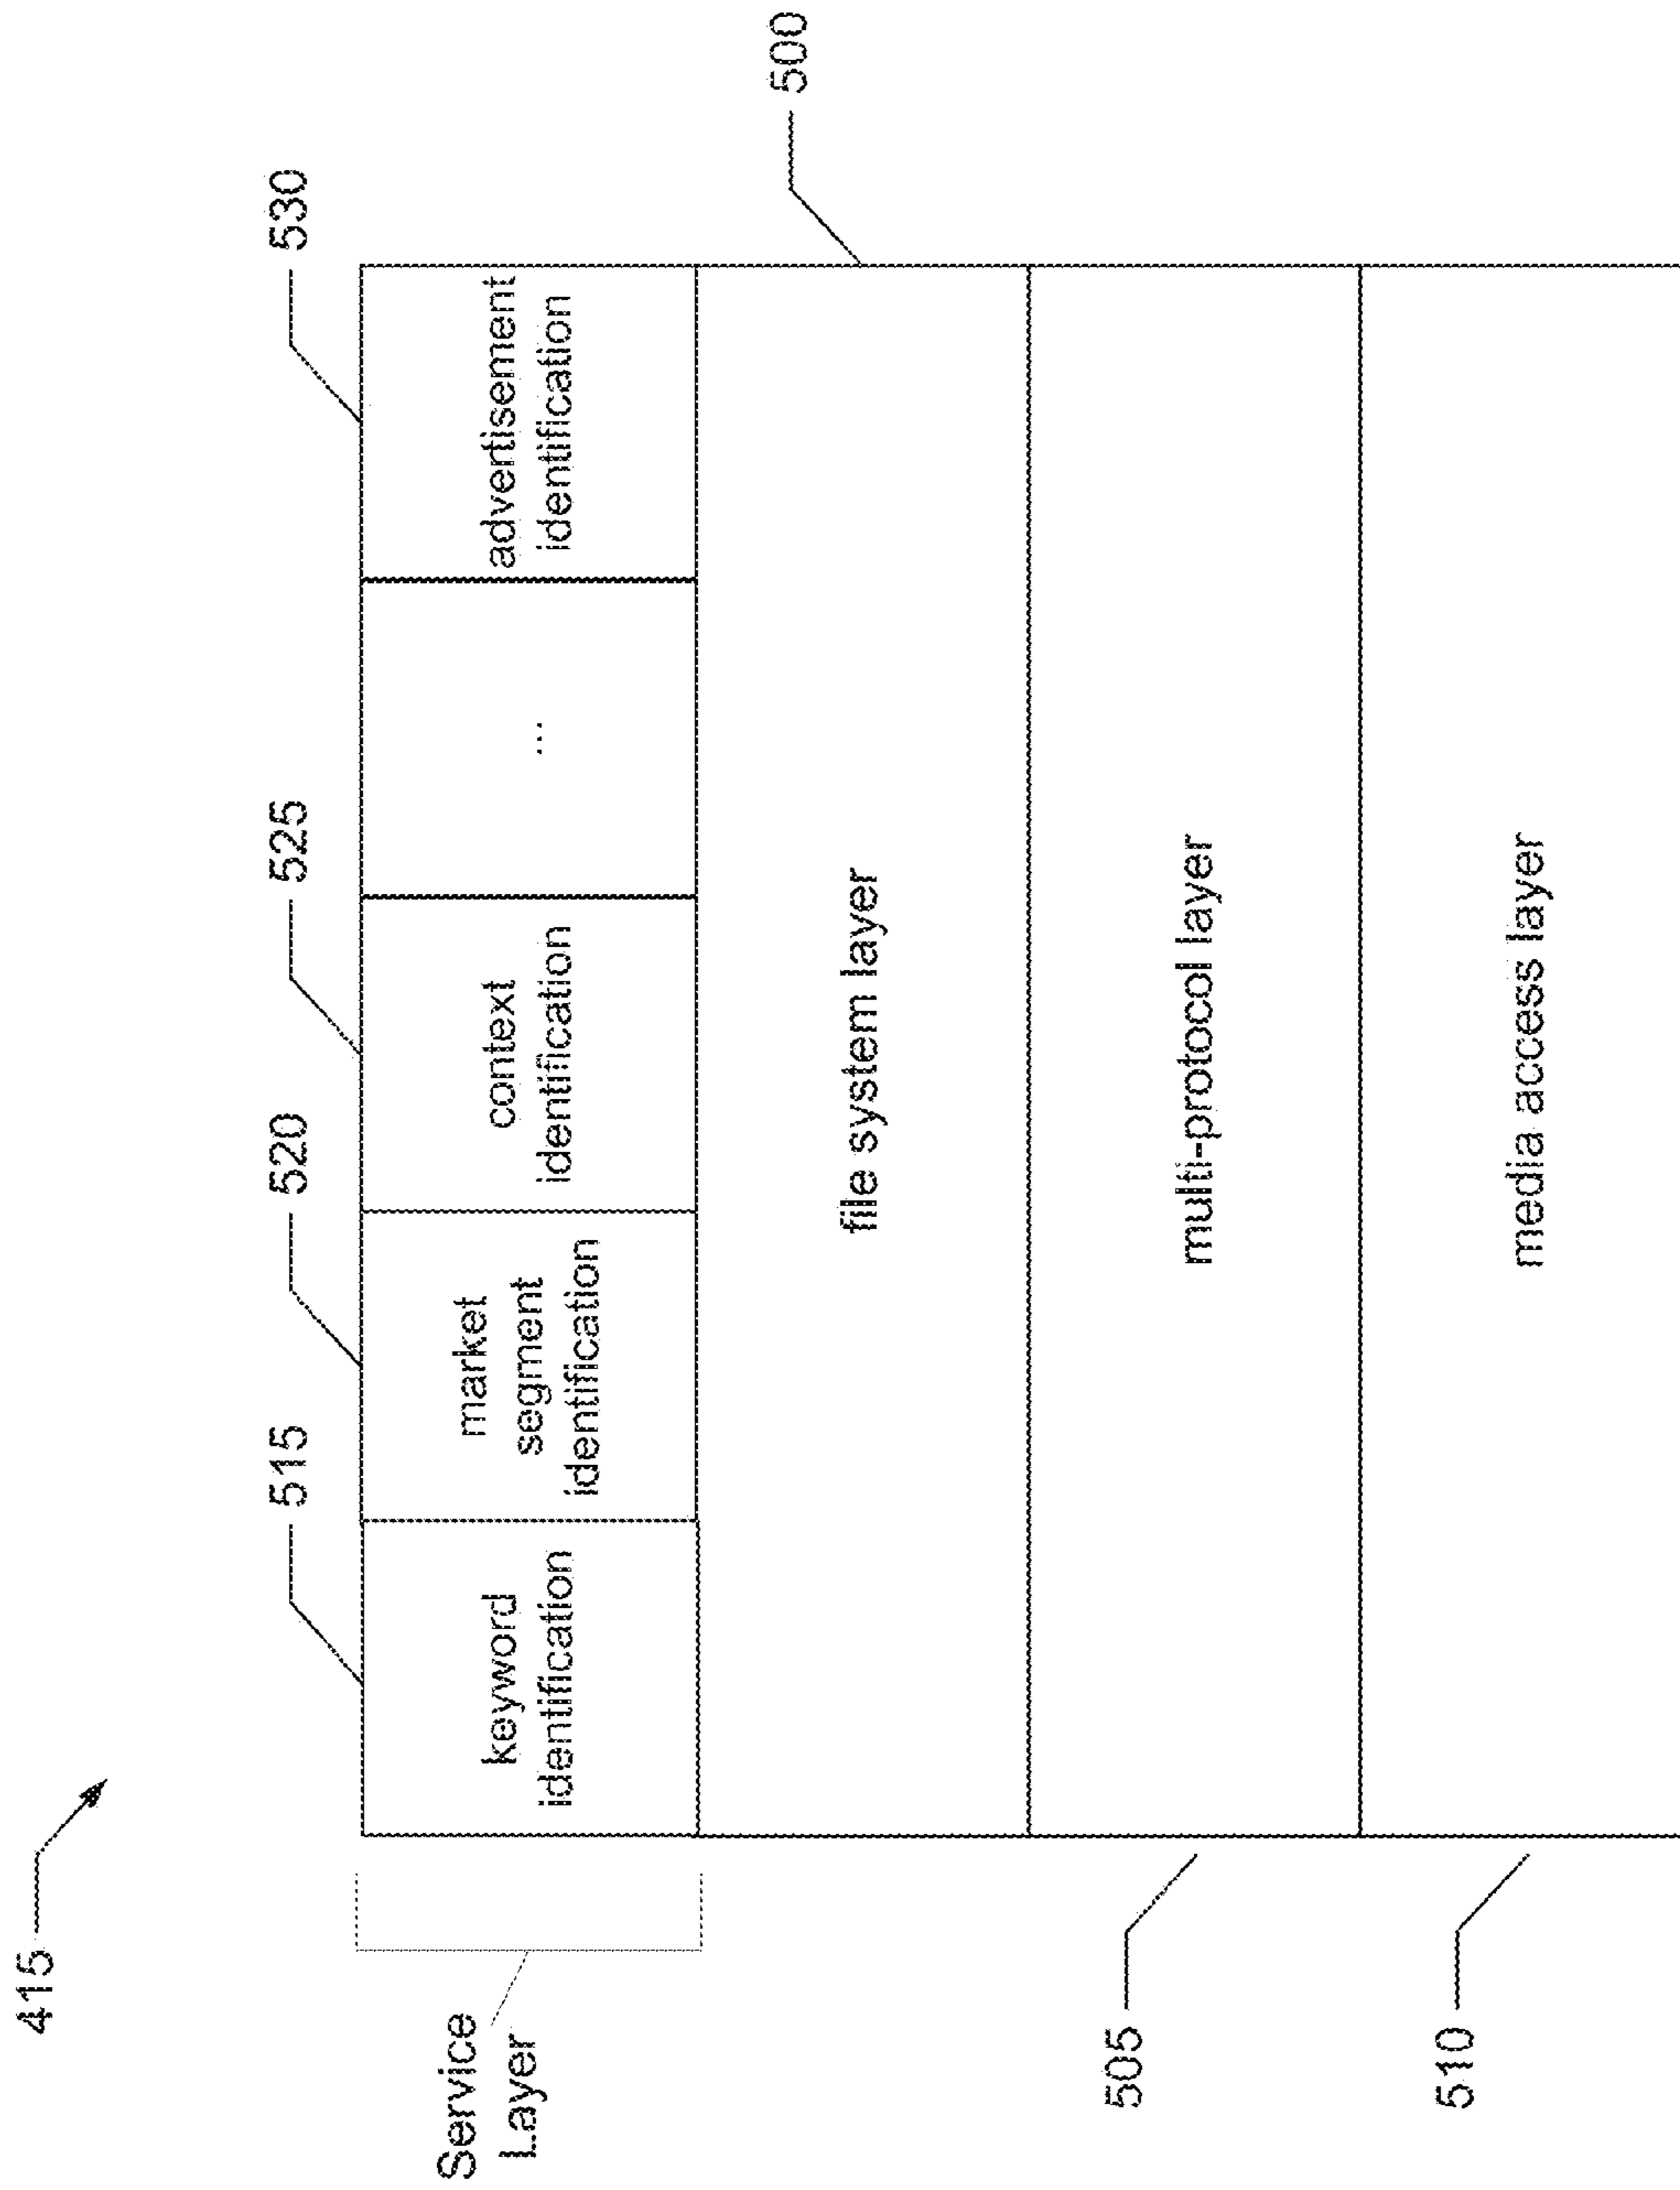 415
Service
Layer
515
520
525
530
keyword
identification
market
segment
identification
context
identification
...
advertisement
identification
500
file system layer
505
multi-protocol layer
510
media access layer